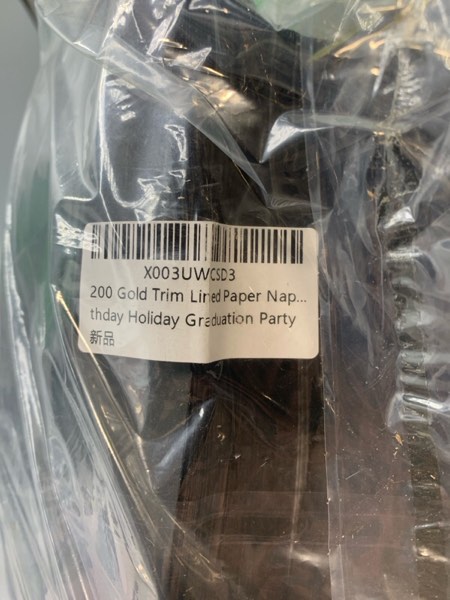 X003UWCSD3
200 Gold Trim Lined Paper Nap...
thday Holiday Graduation Party
新品